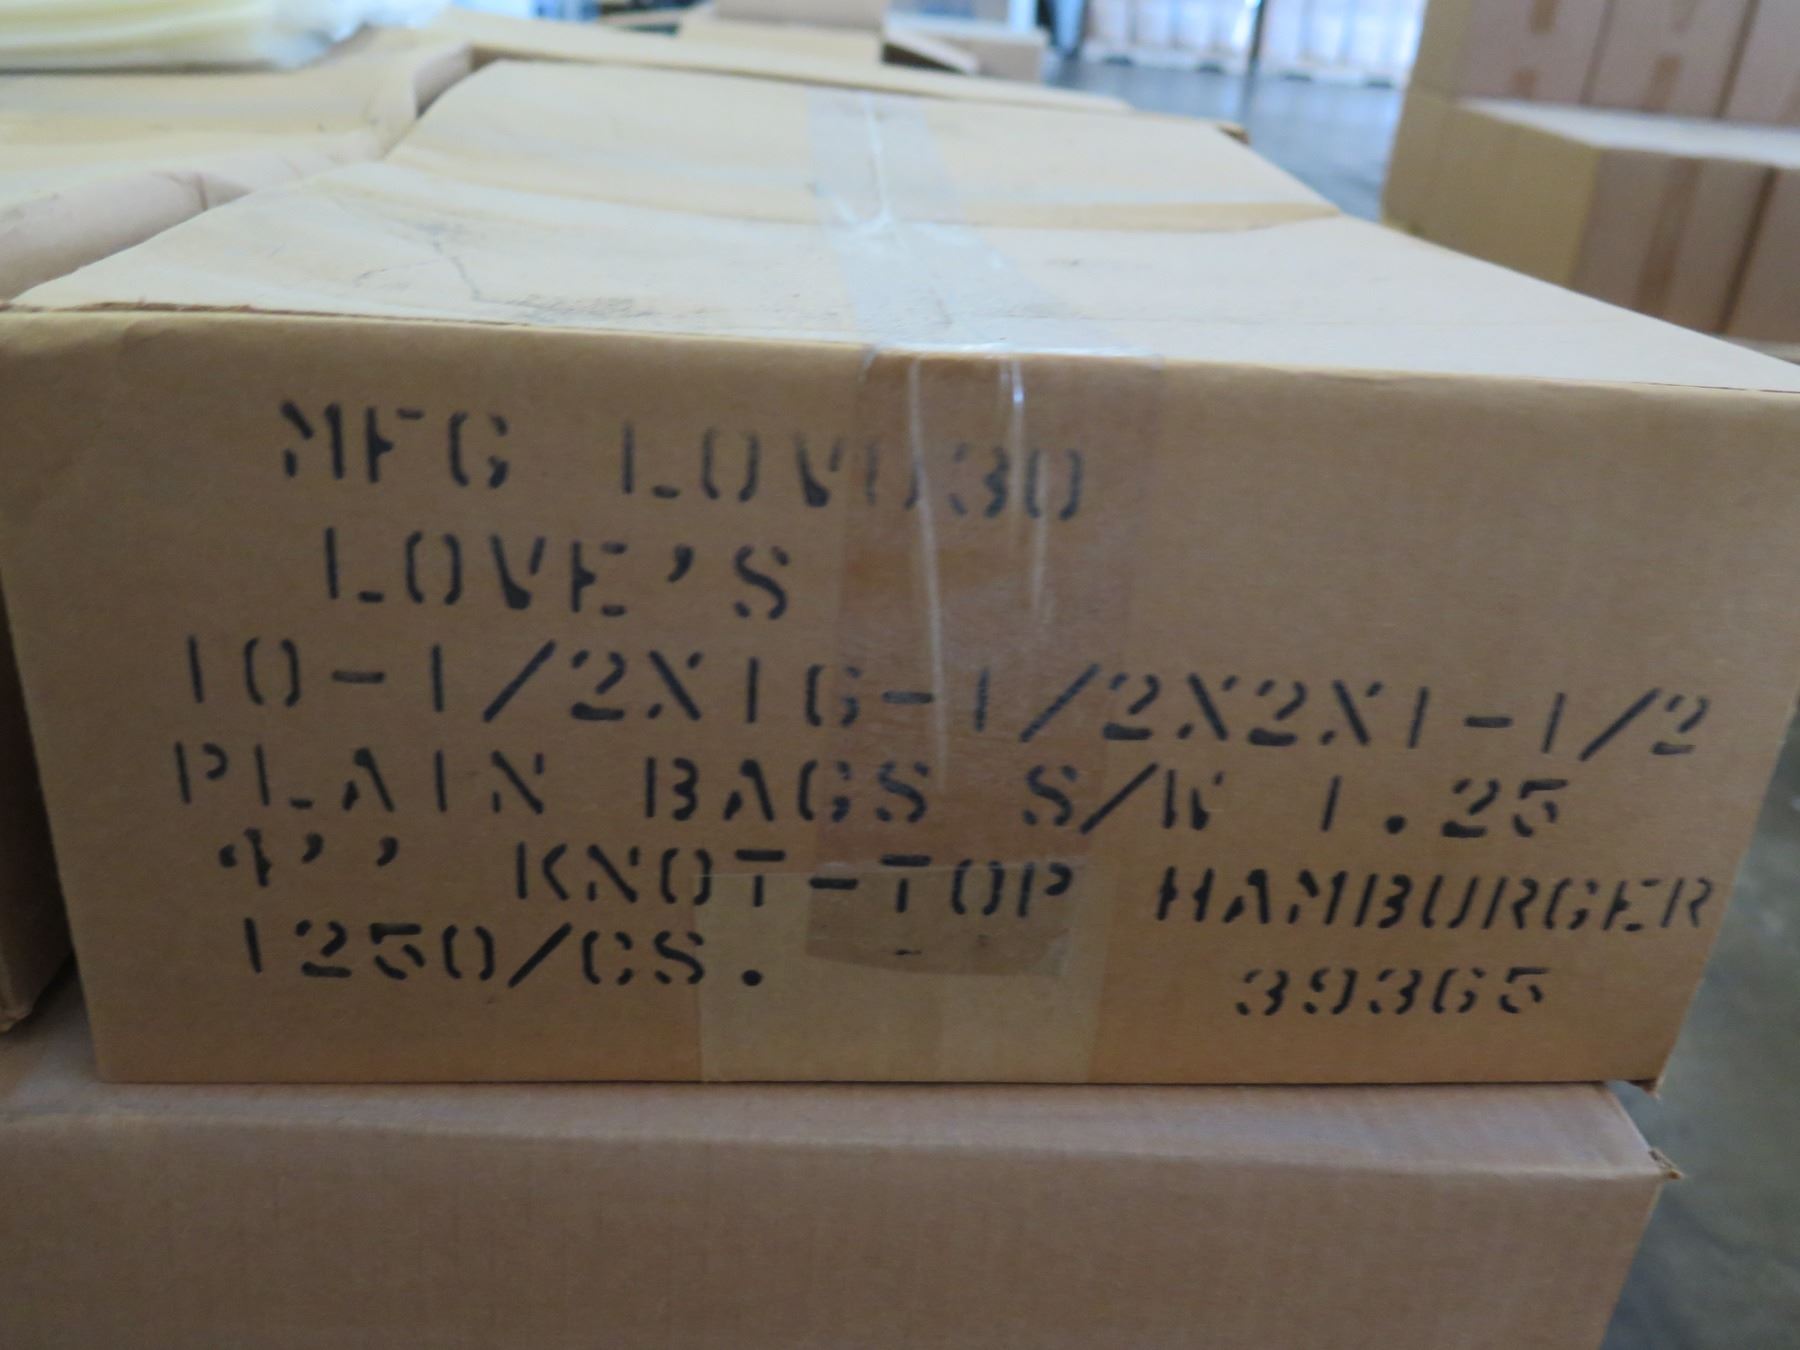 MFG LOV030
LOVE'S
10-1/2X16-1/2X2X1-1/2
PLAIN BAGS S/W 1.25
4'' KNOT-TOP HAMBURGER
1250/CS. 39365